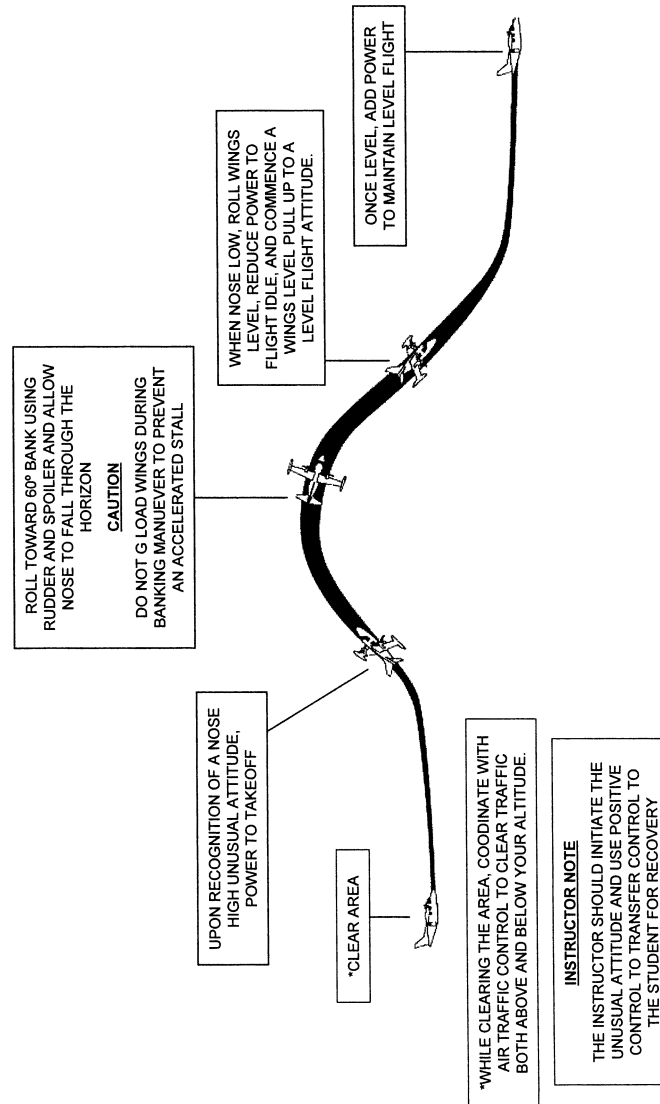 *CLEAR AREA
UPON RECOGNITION OF A NOSE
HIGH UNUSUAL ATTITUDE,
POWER TO TAKEOFF
ROLL TOWARD 60º BANK USING
RUDDER AND SPOILER AND ALLOW
NOSE TO FALL THROUGH THE
HORIZON
CAUTION
DO NOT G LOAD WINGS DURING
BANKING MANUEVER TO PREVENT
AN ACCELERATED STALL
WHEN NOSE LOW, ROLL WINGS
LEVEL, REDUCE POWER TO
FLIGHT IDLE, AND COMMENCE A
WINGS LEVEL PULL UP TO A
LEVEL FLIGHT ATTITUDE.
ONCE LEVEL, ADD POWER
TO MAINTAIN LEVEL FLIGHT
*WHILE CLEARING THE AREA, COODINATE WITH
AIR TRAFFIC CONTROL TO CLEAR TRAFFIC
BOTH ABOVE AND BELOW YOUR ALTITUDE.
INSTRUCTOR NOTE
THE INSTRUCTOR SHOULD INITIATE THE
UNUSUAL ATTITUDE AND USE POSITIVE
CONTROL TO TRANSFER CONTROL TO
THE STUDENT FOR RECOVERY